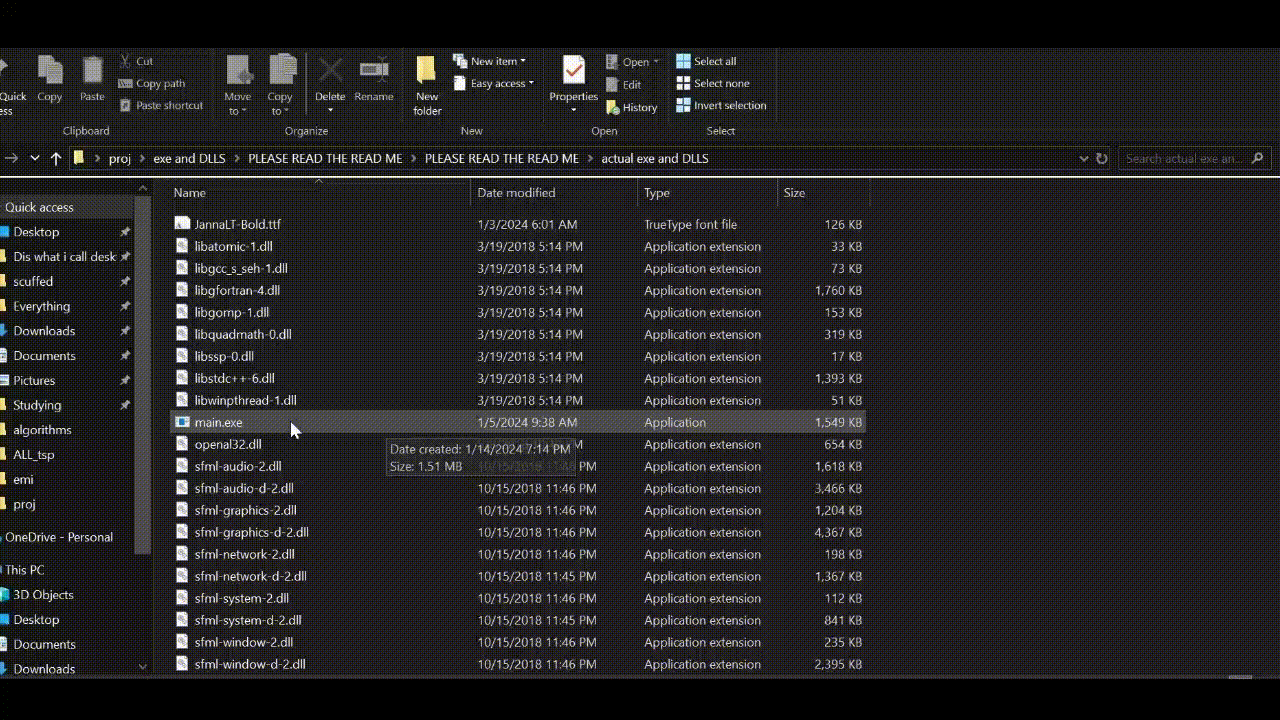 Cut
New item
Open
Select all
Copy path
Easy access
Edit
Select none
Quick
Copy
Paste
Paste shortcut
Move
Copy
Delete
Rename
New
Properties
History
Invert selection
ess
to
to
folder
Clipboard
Organize
New
Open
Select
proj
exe and DLLS
PLEASE READ THE READ ME
PLEASE READ THE READ ME
actual exe and DLLS
Search actual exe an...
Name Date modified Type Size
Quick access
Desktop
Dis what i call desk
scuffed
Everything
Downloads
Documents
Pictures
Studying
algorithms
ALL_tsp
emi
proj
OneDrive - Personal
This PC
3D Objects
Desktop
Documents
Downloads
JannaLT-Bold.ttf 1/3/2024 6:01 AM TrueType font file 126 KB
libatomic-1.dll 3/19/2018 5:14 PM Application extension 33 KB
libgcc_s_seh-1.dll 3/19/2018 5:14 PM Application extension 73 KB
libgfortran-4.dll 3/19/2018 5:14 PM Application extension 1,760 KB
libgomp-1.dll 3/19/2018 5:14 PM Application extension 153 KB
libquadmath-0.dll 3/19/2018 5:14 PM Application extension 319 KB
libssp-0.dll 3/19/2018 5:14 PM Application extension 17 KB
libstdc++-6.dll 3/19/2018 5:14 PM Application extension 1,393 KB
libwinpthread-1.dll 3/19/2018 5:14 PM Application extension 51 KB
main.exe 1/5/2024 9:38 AM Application 1,549 KB
openal32.dll Application extension 654 KB
Date created: 1/14/2024 7:14 PM
Size: 1.51 MB
sfml-audio-2.dll 10/15/2018 11:46 PM Application extension 1,618 KB
sfml-audio-d-2.dll 10/15/2018 11:46 PM Application extension 3,466 KB
sfml-graphics-2.dll 10/15/2018 11:46 PM Application extension 1,204 KB
sfml-graphics-d-2.dll 10/15/2018 11:46 PM Application extension 4,367 KB
sfml-network-2.dll 10/15/2018 11:46 PM Application extension 198 KB
sfml-network-d-2.dll 10/15/2018 11:45 PM Application extension 1,367 KB
sfml-system-2.dll 10/15/2018 11:46 PM Application extension 112 KB
sfml-system-d-2.dll 10/15/2018 11:45 PM Application extension 841 KB
sfml-window-2.dll 10/15/2018 11:46 PM Application extension 235 KB
sfml-window-d-2.dll 10/15/2018 11:46 PM Application extension 2,395 KB